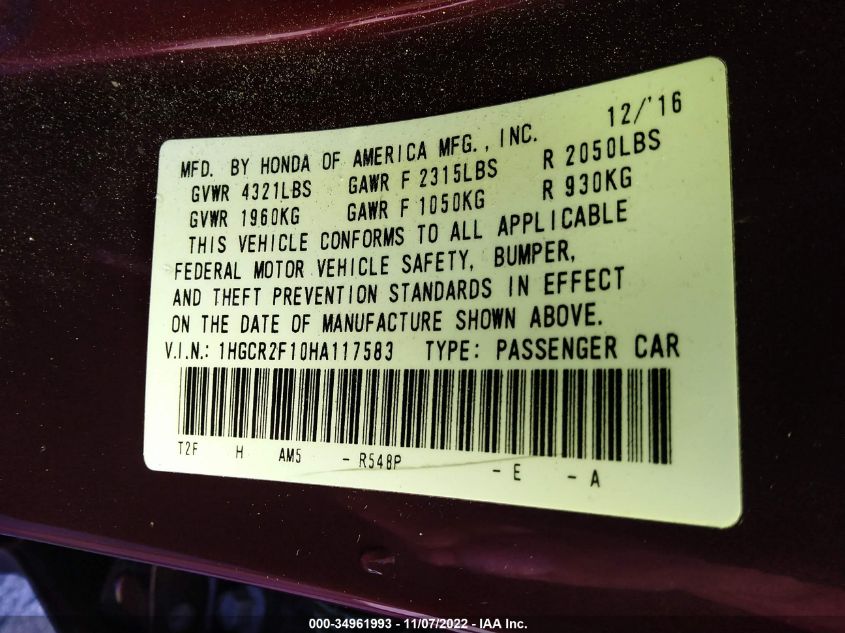 12/'16
MFD. BY HONDA OF AMERICA MFG., INC.
GVWR 4321LBS GAWR F 2315LBS R 2050LBS
GVWR 1960KG GAWR F 1050KG R 930KG
THIS VEHICLE CONFORMS TO ALL APPLICABLE
FEDERAL MOTOR VEHICLE SAFETY, BUMPER,
AND THEFT PREVENTION STANDARDS IN EFFECT
ON THE DATE OF MANUFACTURE SHOWN ABOVE.
V.I.N.: 1HGCR2F10HA117583 TYPE: PASSENGER CAR
T2F H AM5 - R548P - E - A
000-34961993 - 11/07/2022 - IAA Inc.